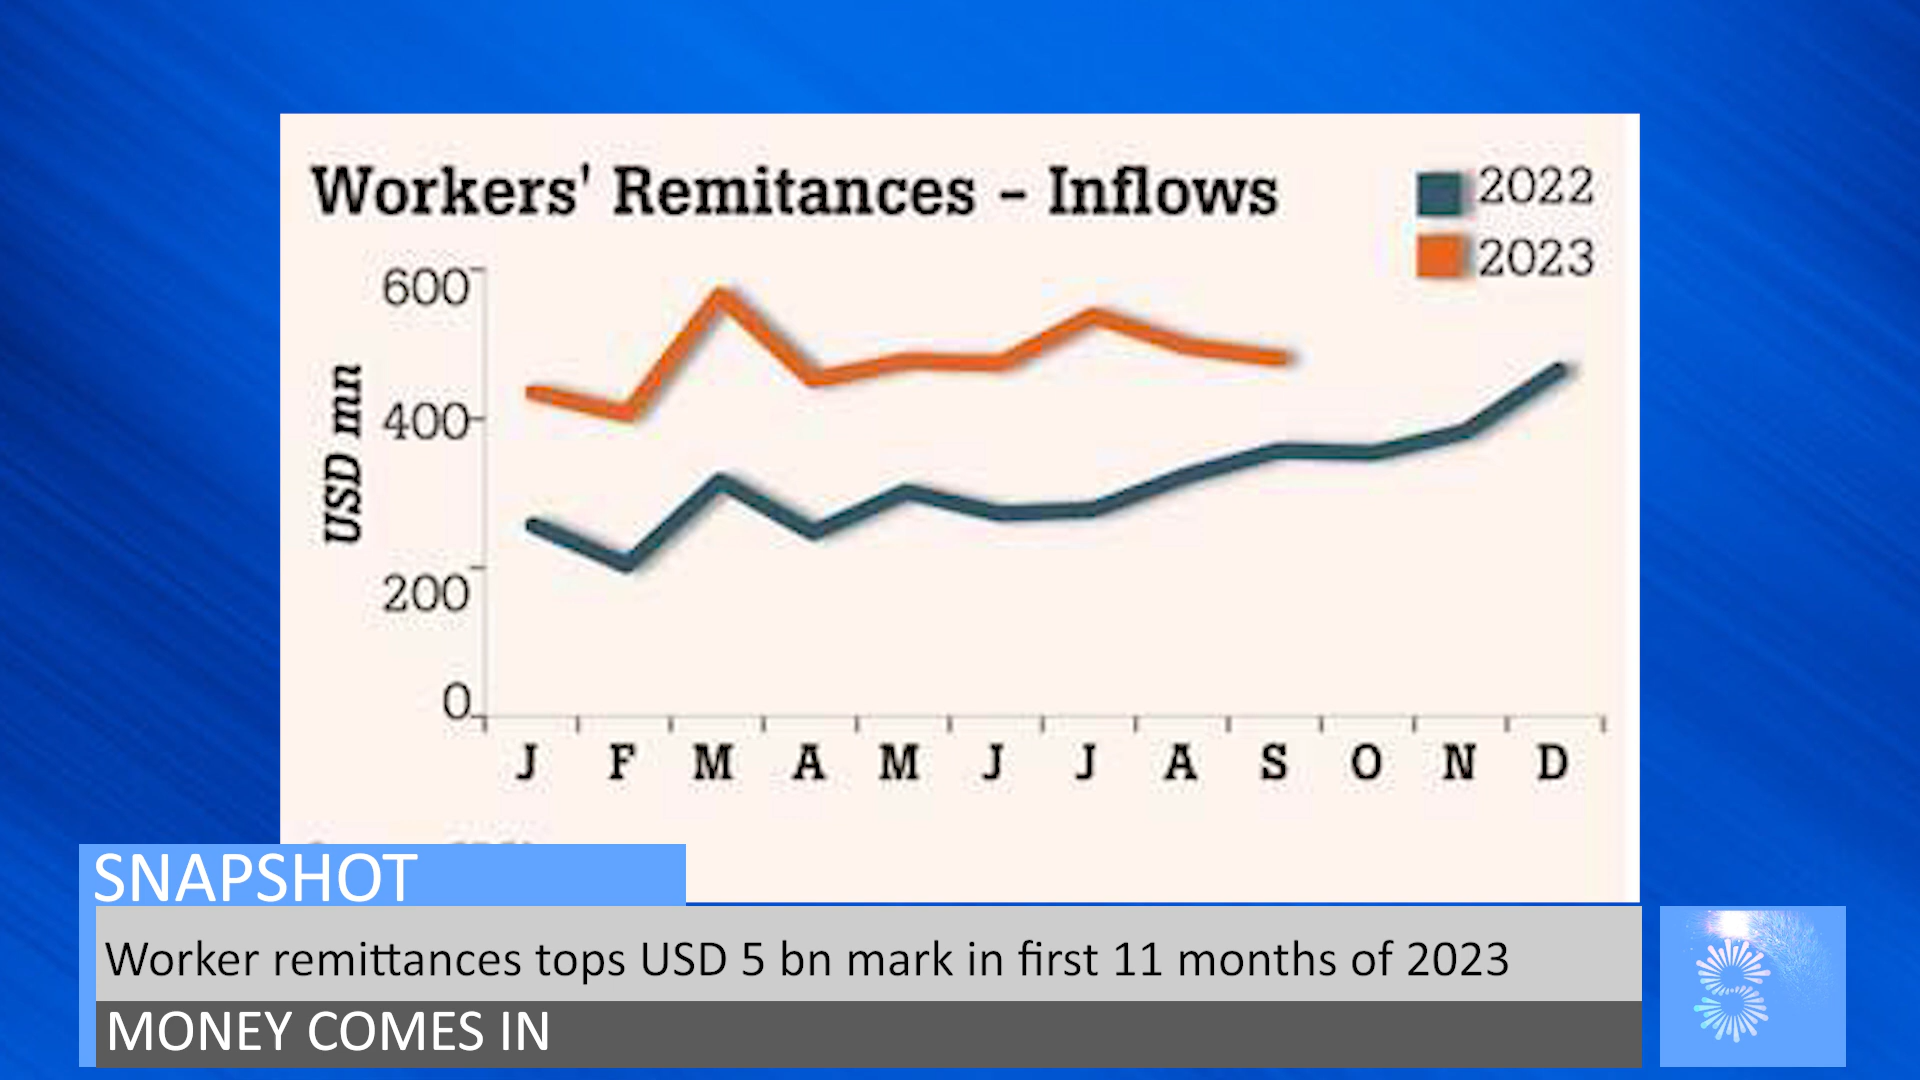 Workers' Remitances – Inflows
2022
2023
600
400
200
0
USD mn
J F M A M J J A S O N D
SNAPSHOT
Worker remittances tops USD 5 bn mark in first 11 months of 2023
MONEY COMES IN